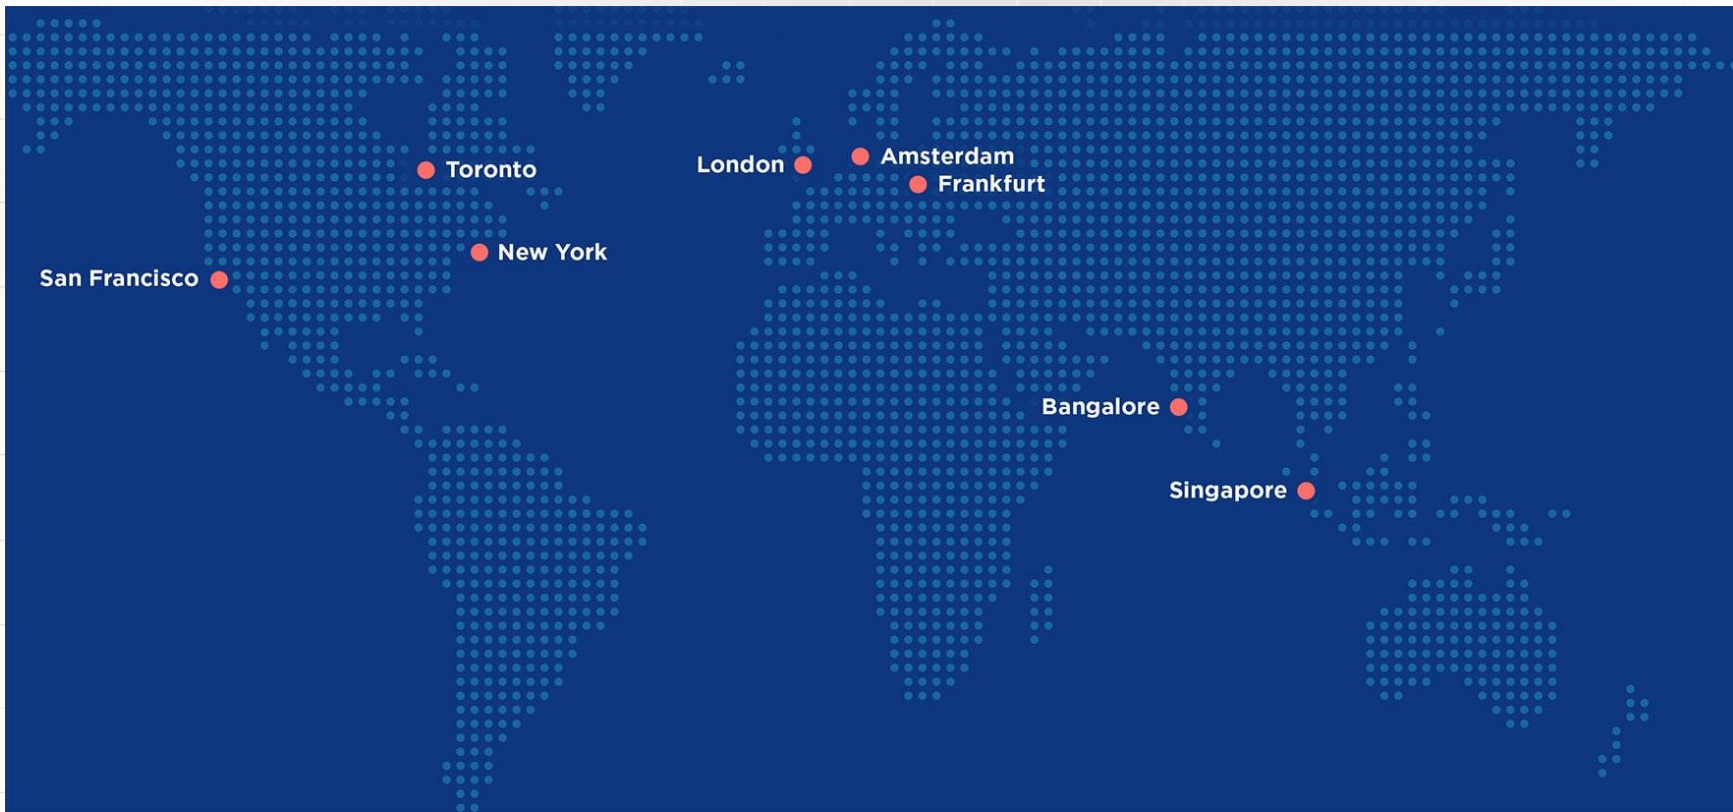 Toronto
London
Amsterdam
Frankfurt
New York
San Francisco
Bangalore
Singapore